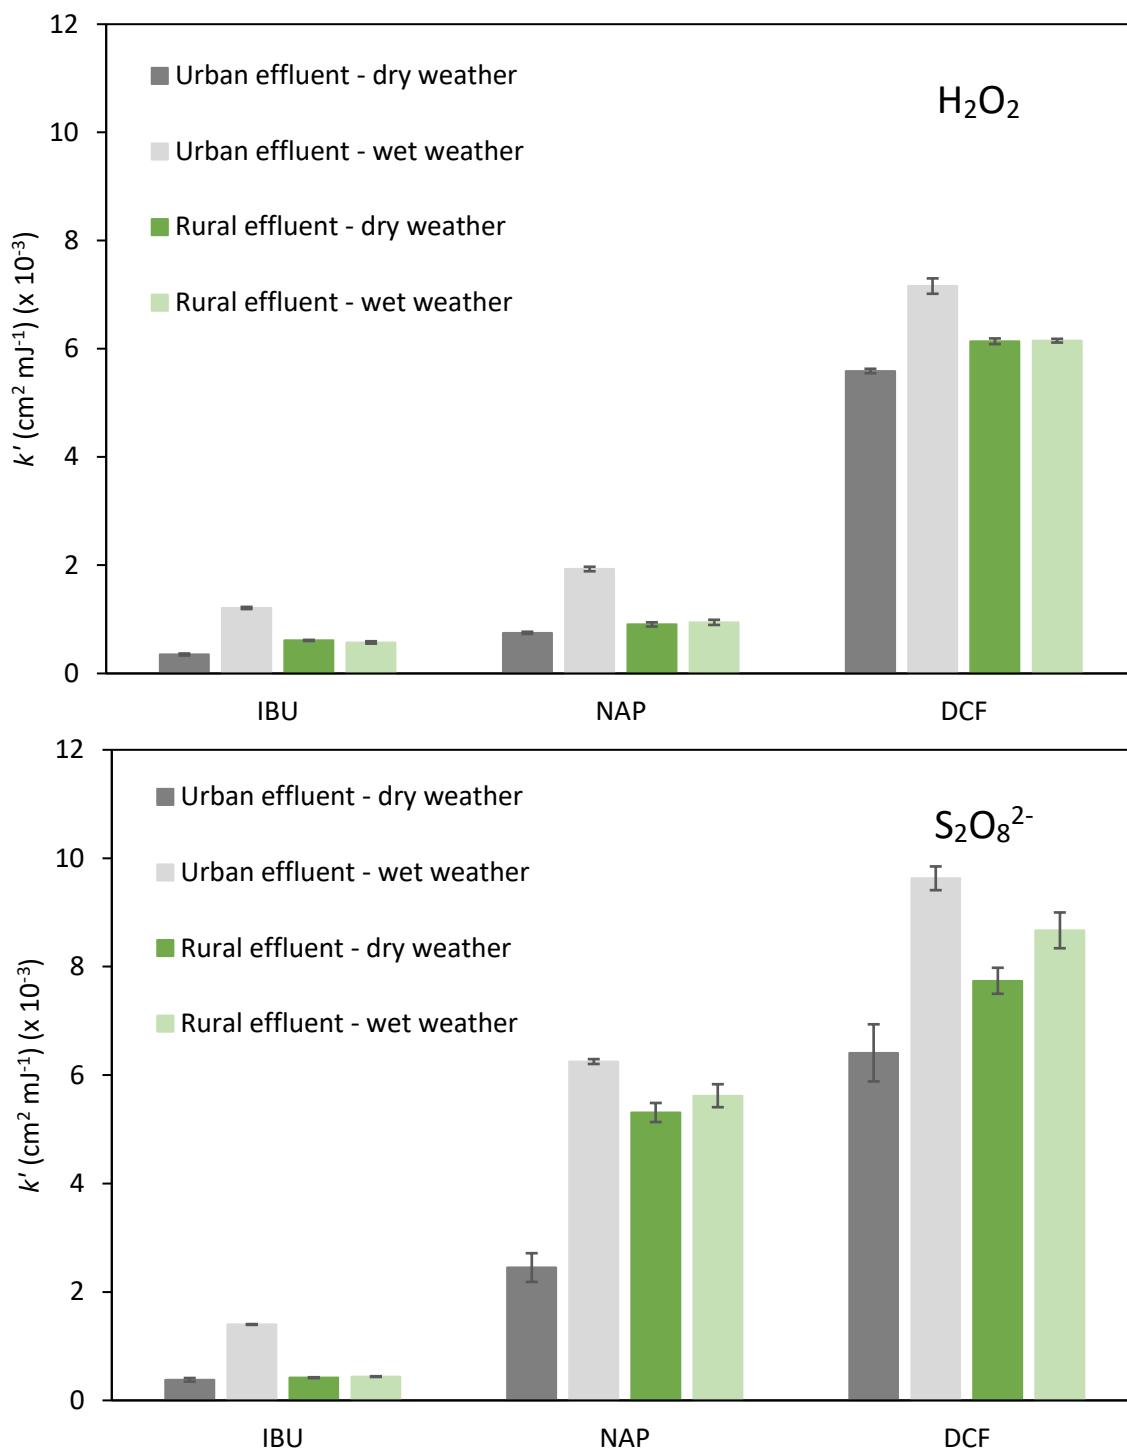 12
10
8
6
4
2
0
k' (cm² mJ⁻¹) (x 10⁻³)
Urban effluent - dry weather
Urban effluent - wet weather
Rural effluent - dry weather
Rural effluent - wet weather
H₂O₂
IBU NAP DCF
12
10
8
6
4
2
0
k' (cm² mJ⁻¹) (x 10⁻³)
Urban effluent - dry weather
Urban effluent - wet weather
Rural effluent - dry weather
Rural effluent - wet weather
S₂O₈²⁻
IBU NAP DCF